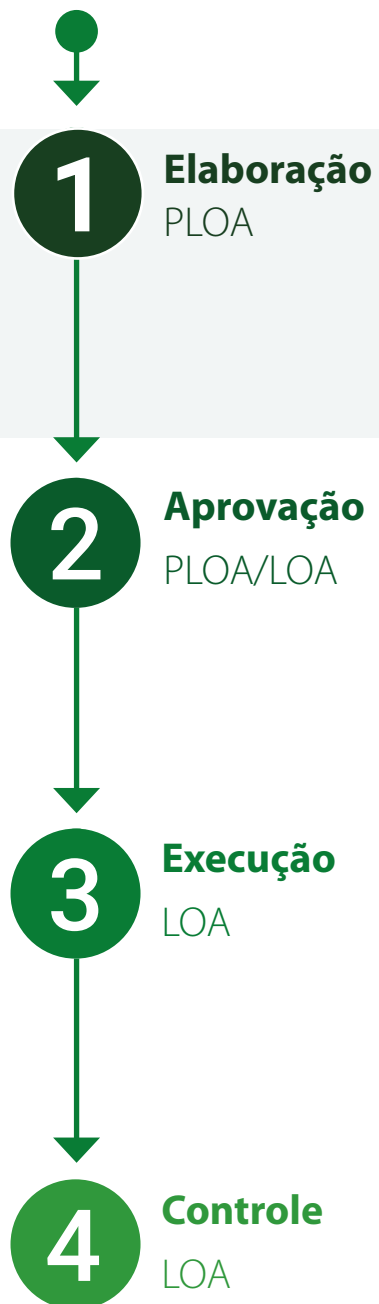 1
Elaboração
PLOA
2
Aprovação
PLOA/LOA
3
Execução
LOA
4
Controle
LOA